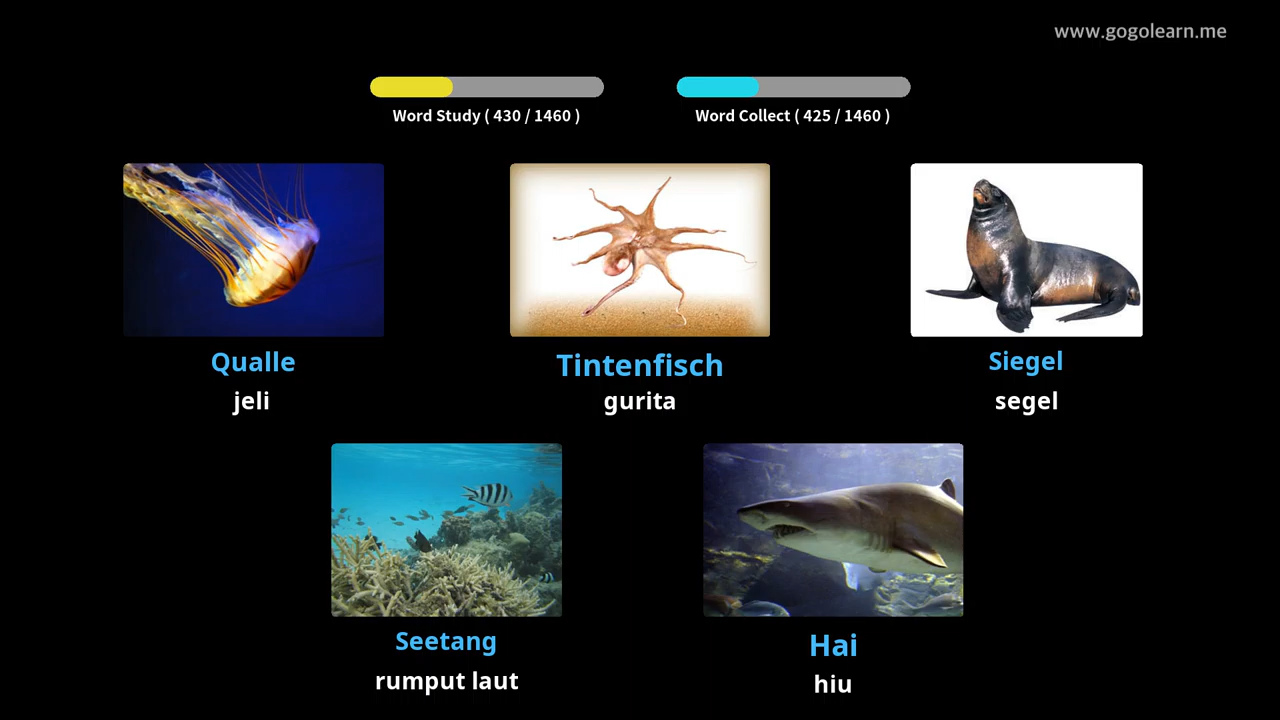 www.gogolearn.me
Word Study ( 430 / 1460 )
Word Collect ( 425 / 1460 )
Qualle
jeli
Tintenfisch
gurita
Siegel
segel
Seetang
rumput laut
Hai
hiu